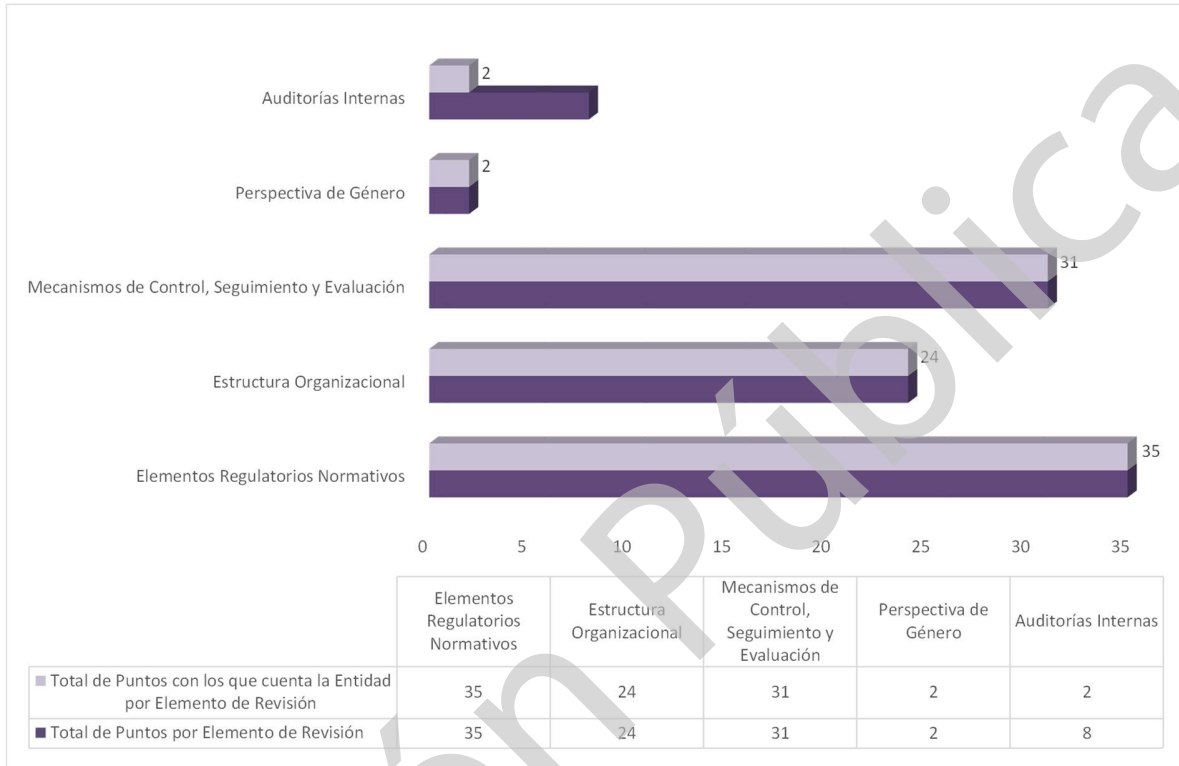 Auditorías Internas
2
Perspectiva de Género
2
Mecanismos de Control, Seguimiento y Evaluación
31
Estructura Organizacional
24
Elementos Regulatorios Normativos
35
0 5 10 15 20 25 30 35
Elementos
Regulatorios
Normativos
Estructura
Organizacional
Mecanismos de
Control,
Seguimiento y
Evaluación
Perspectiva de
Género
Auditorías Internas
Total de Puntos con los que cuenta la Entidad
por Elemento de Revisión
35 24 31 2 2
Total de Puntos por Elemento de Revisión 35 24 31 2 8
ón Pública